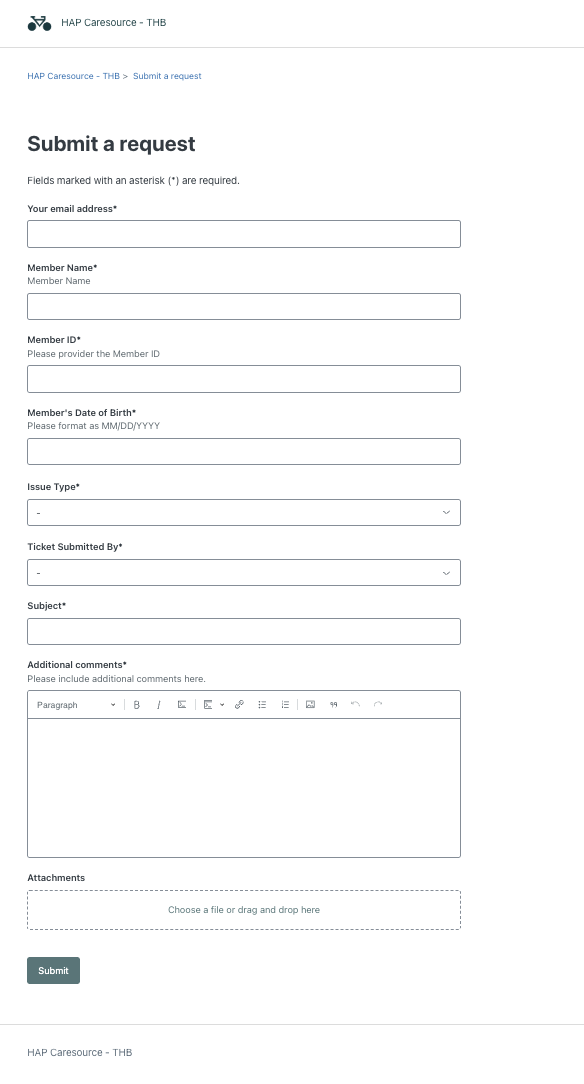 HAP Caresource - THB
HAP Caresource - THB > Submit a request
Submit a request
Fields marked with an asterisk (*) are required.
Your email address*
Member Name*
Member Name
Member ID*
Please provider the Member ID
Member's Date of Birth*
Please format as MM/DD/YYYY
Issue Type*
-
Ticket Submitted By*
-
Subject*
Additional comments*
Please include additional comments here.
Paragraph
Attachments
Choose a file or drag and drop here
Submit
HAP Caresource - THB